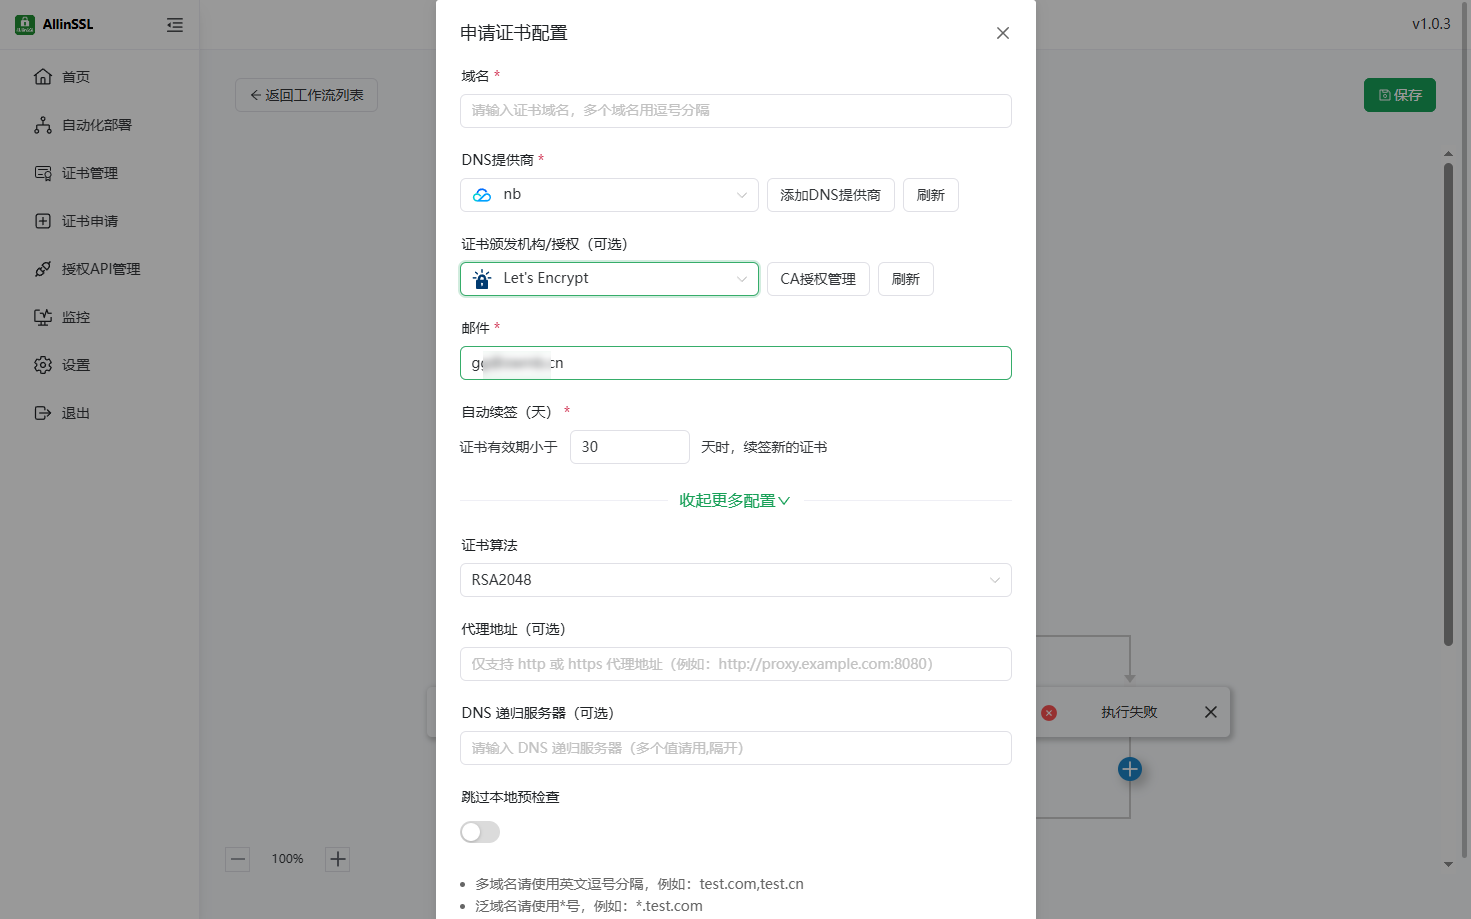 AllinSSL
首页
自动化部署
证书管理
证书申请
授权API管理
监控
设置
退出
返回工作流列表
v1.0.3
保存
申请证书配置
域名 *
请输入证书域名，多个域名用逗号分隔
DNS提供商 *
nb
添加DNS提供商
刷新
证书颁发机构/授权（可选）
Let's Encrypt
CA授权管理
刷新
邮件 *
cn
自动续签（天） *
证书有效期小于 30 天时，续签新的证书
收起更多配置
证书算法
RSA2048
代理地址（可选）
仅支持 http 或 https 代理地址（例如：http://proxy.example.com:8080）
DNS 递归服务器（可选）
请输入 DNS 递归服务器（多个值请用,隔开）
跳过本地预检查
多域名请使用英文逗号分隔，例如：test.com,test.cn
泛域名请使用*号，例如：*.test.com
执行失败
100%